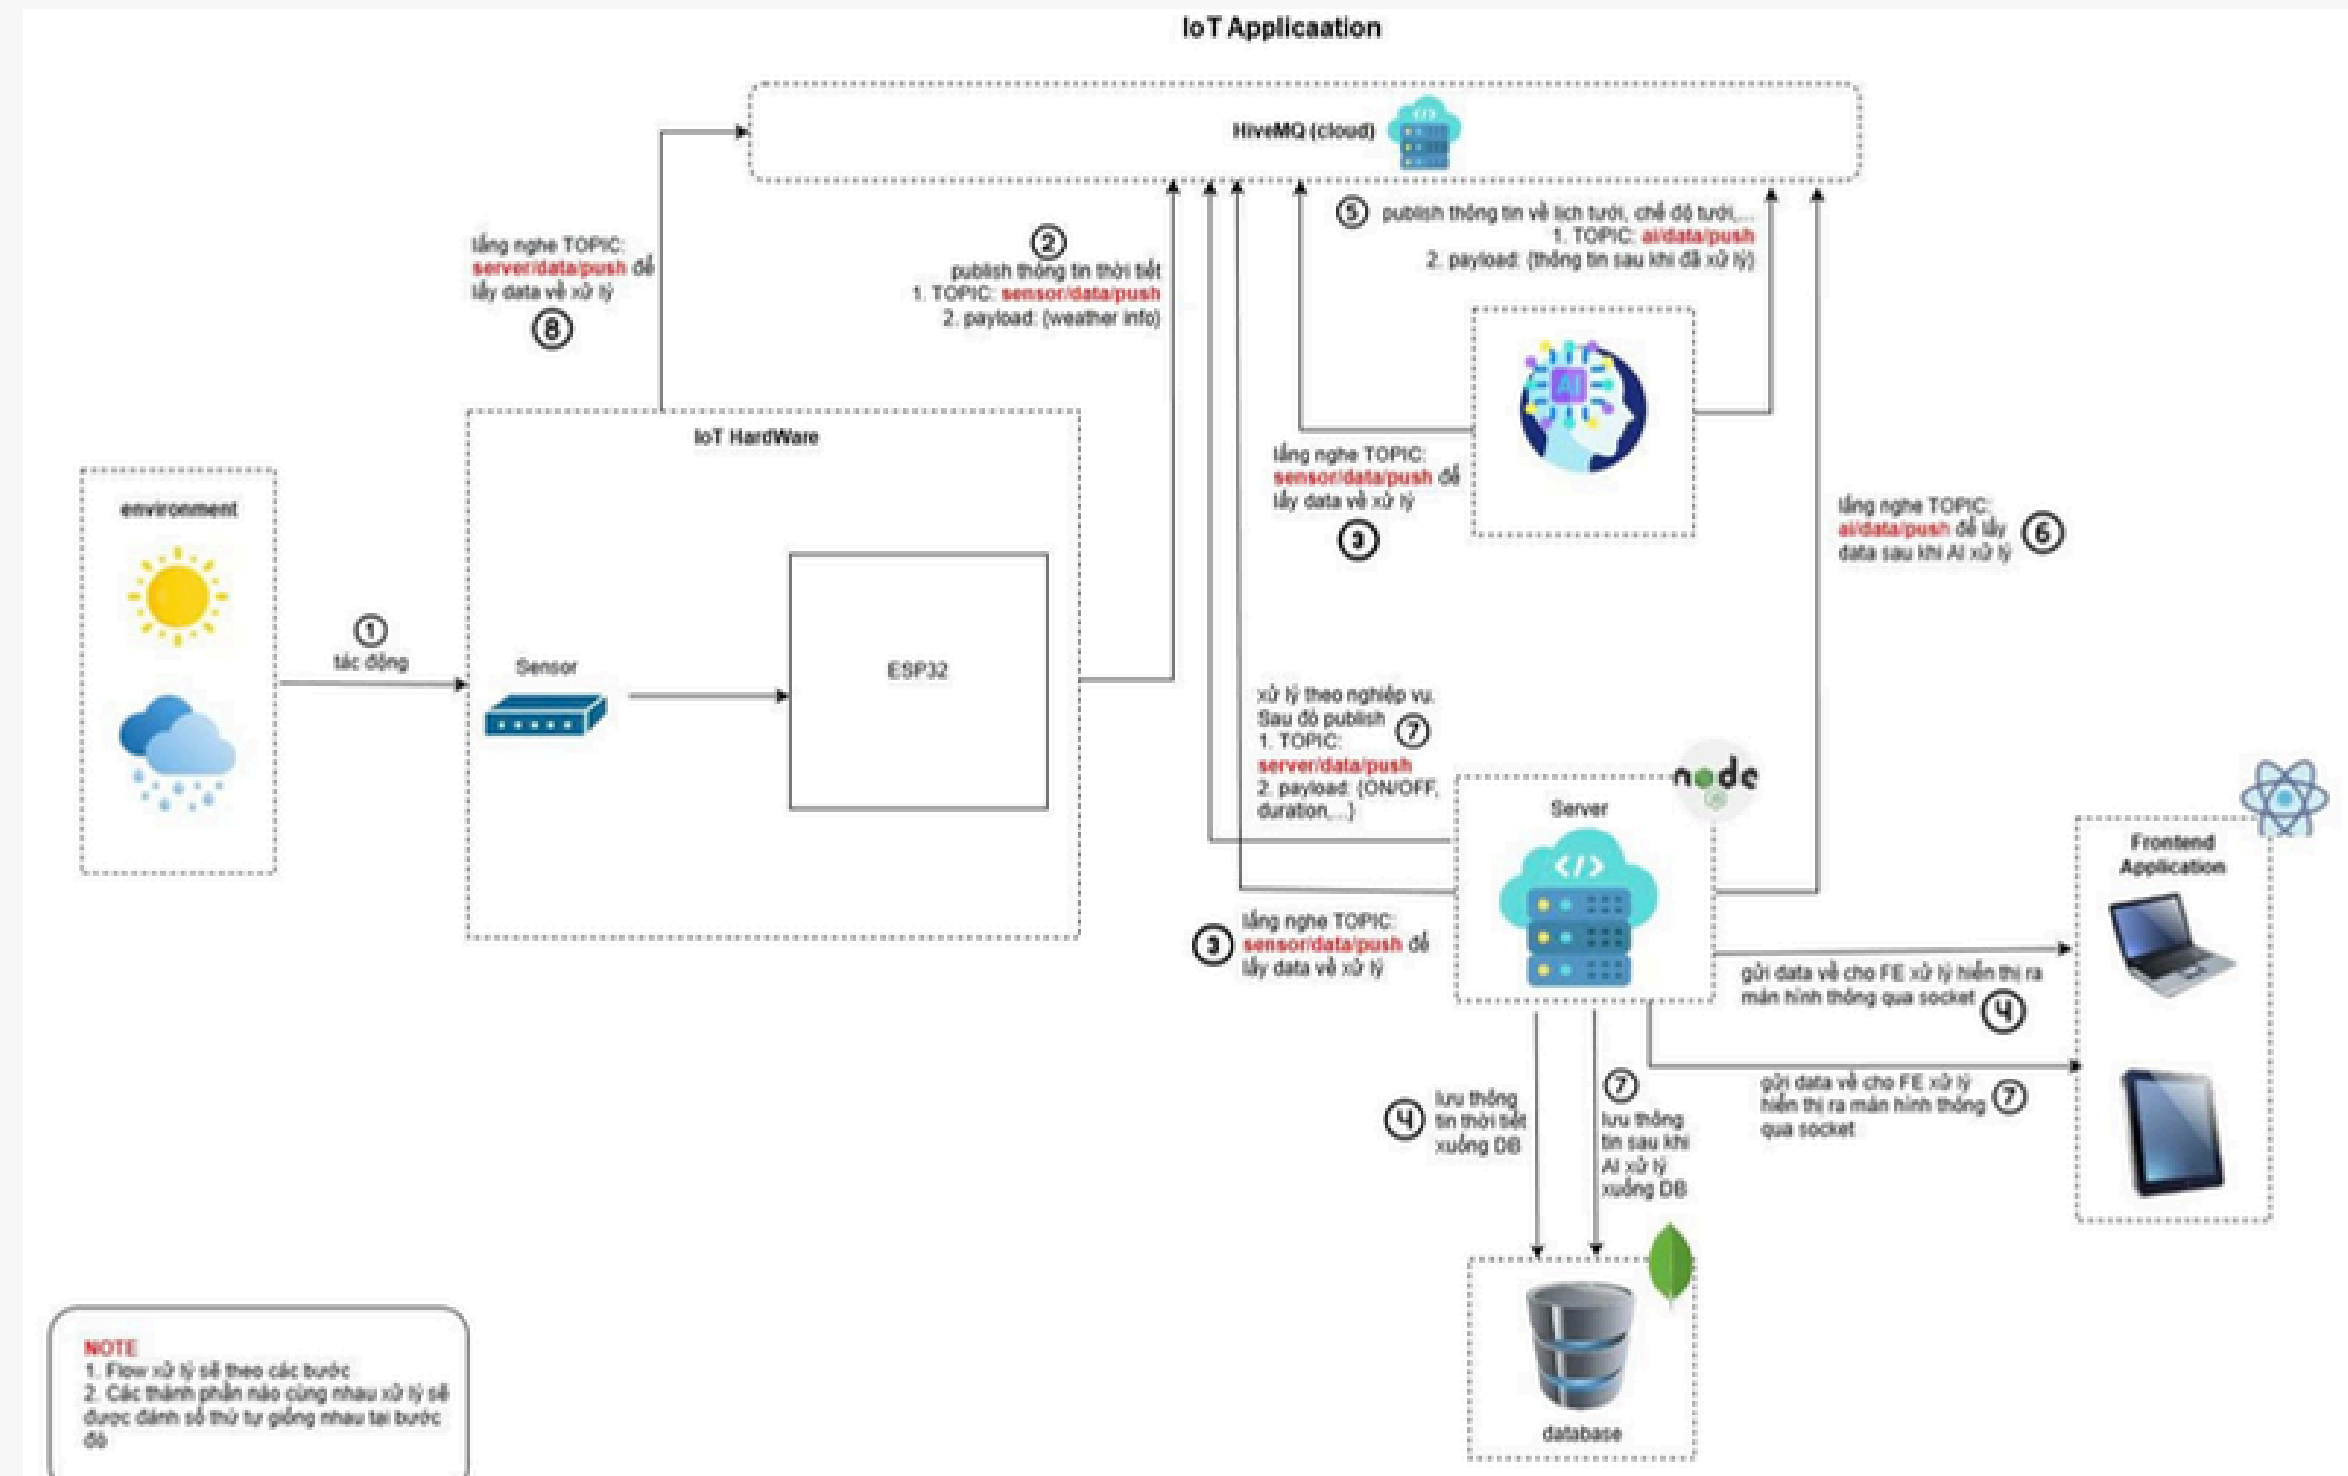 IoT Applicaation
HiveMQ (cloud)
lắng nghe TOPIC:
server/data/push để
lấy data về xử lý
8
2
publish thông tin thời tiết
1. TOPIC: sensor/data/push
2. payload: {weather info}
5 publish thông tin về lịch tưới, chế độ tưới,...
1. TOPIC: ai/data/push
2. payload: {thông tin sau khi đã xử lý}
AI
lắng nghe TOPIC:
sensor/data/push để
lấy data về xử lý
3
lắng nghe TOPIC:
ai/data/push để lấy
data sau khi AI xử lý
6
IoT HardWare
environment
1
tác động
Sensor
ESP32
xử lý theo nghiệp vụ.
Sau đó publish
1. TOPIC:
server/data/push
2. payload: {ON/OFF,
duration,...}
7
node
Server
</>
3
lắng nghe TOPIC:
sensor/data/push để
lấy data về xử lý
Frontend
Application
gửi data về cho FE xử lý hiển thị ra
màn hình thông qua socket
4
gửi data về cho FE xử lý
hiển thị ra màn hình thông
qua socket
7
4
lưu thông
tin thời tiết
xuống DB
7
lưu thông
tin sau khi
AI xử lý
xuống DB
database
NOTE
1. Flow xử lý sẽ theo các bước
2. Các thành phần nào cùng nhau xử lý sẽ
được đánh số thứ tự giống nhau tại bước
đó